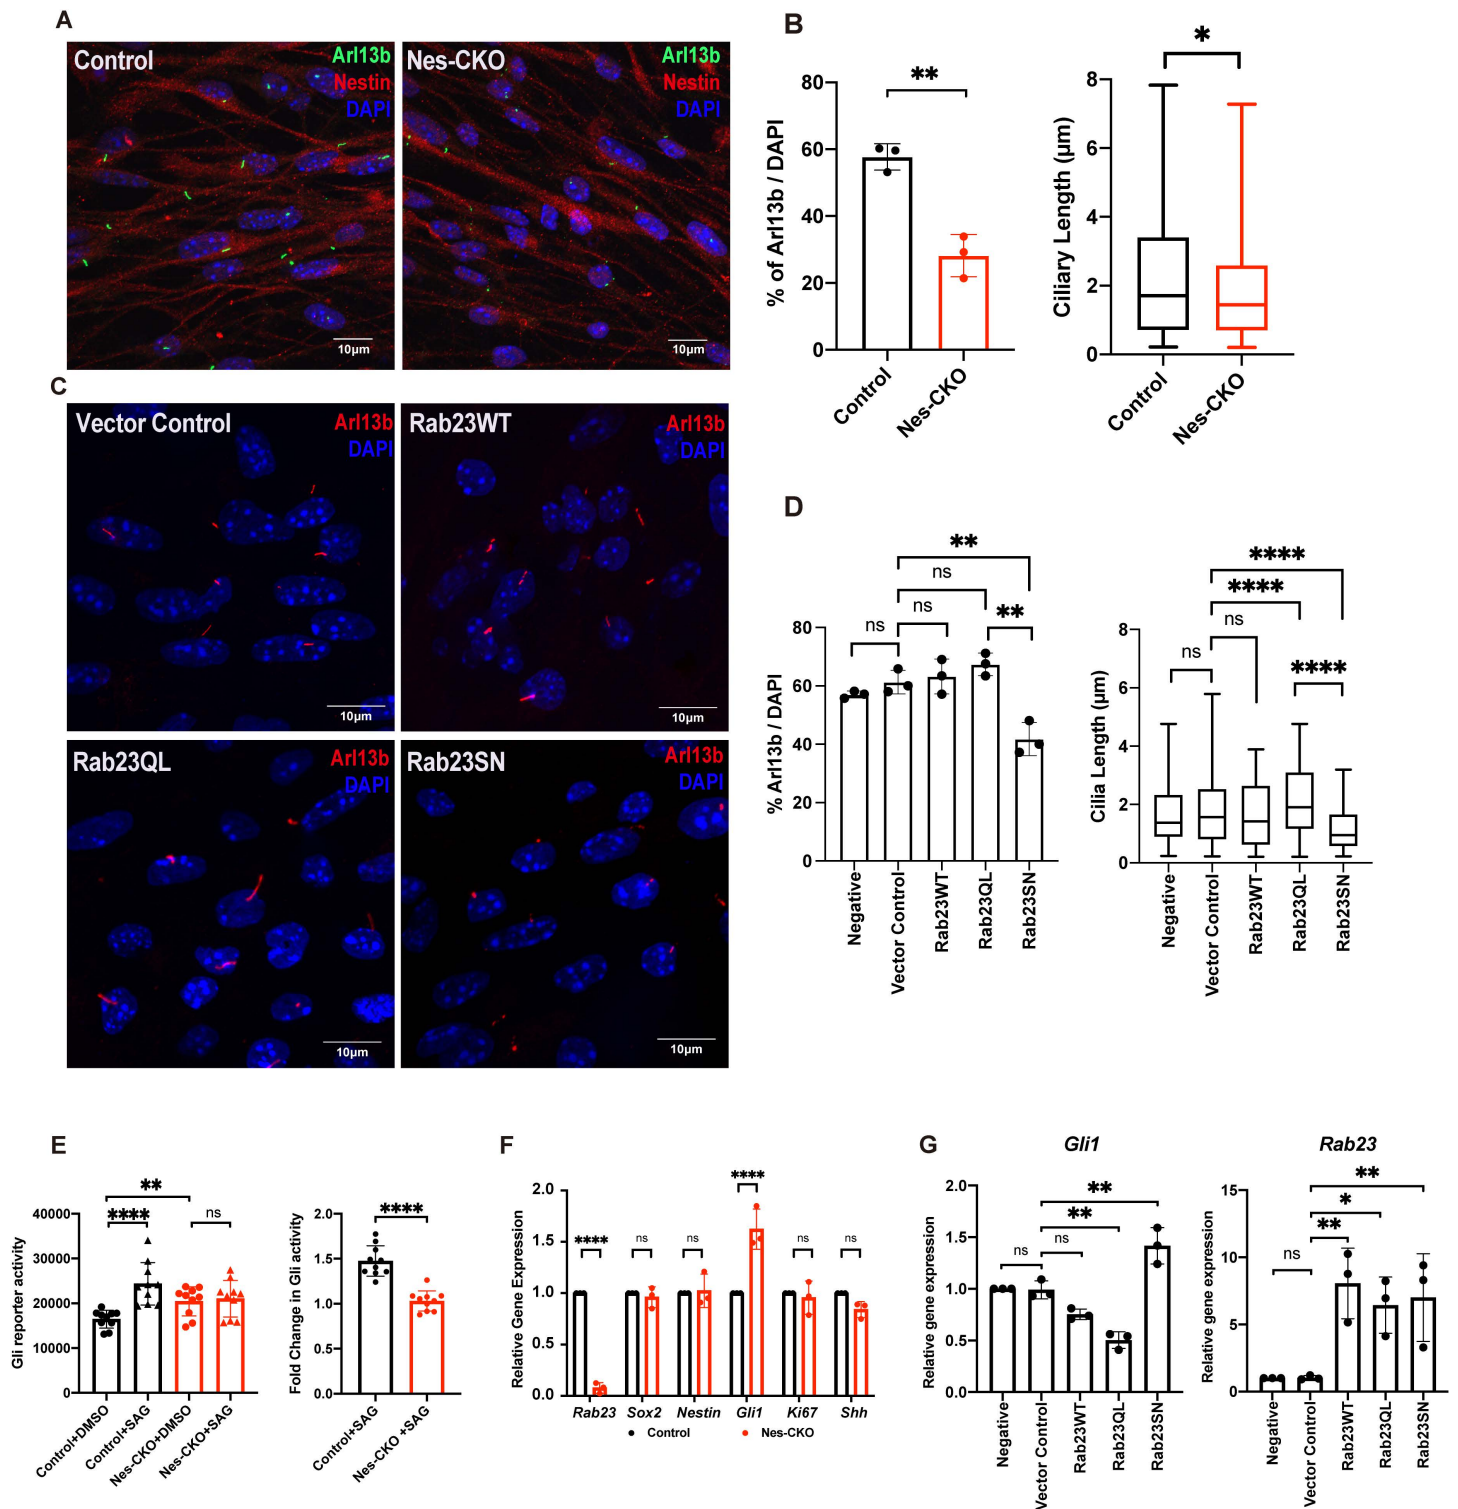 A
Control
Arl13b
Nestin
DAPI
10µm
Nes-CKO
Arl13b
Nestin
DAPI
10µm
B
**
% of Arl13b / DAPI
80
60
40
20
0
Control
Nes-CKO
*
Ciliary Length (µm)
8
6
4
2
0
Control
Nes-CKO
C
Vector Control
Arl13b
DAPI
10µm
Rab23WT
Arl13b
DAPI
10µm
Rab23QL
Arl13b
DAPI
10µm
Rab23SN
Arl13b
DAPI
10µm
D
**
ns
ns
**
ns
% Arl13b / DAPI
80
60
40
20
0
Negative
Vector Control
Rab23WT
Rab23QL
Rab23SN
****
****
ns
ns
****
Cilia Length (µm)
8
6
4
2
0
Negative
Vector Control
Rab23WT
Rab23QL
Rab23SN
E
**
****
ns
Gli reporter activity
40000
30000
20000
10000
0
Control+DMSO
Control+SAG
Nes-CKO+DMSO
Nes-CKO+SAG
****
Fold Change in Gli activity
2.0
1.5
1.0
0.5
0.0
Control+SAG
Nes-CKO +SAG
F
Relative Gene Expression
2.0
1.5
1.0
0.5
0.0
****
ns
ns
****
ns
ns
Rab23 Sox2 Nestin Gli1 Ki67 Shh
Control Nes-CKO
G
Gli1
**
**
ns
ns
Relative gene expression
2.0
1.5
1.0
0.5
0.0
Negative
Vector Control
Rab23WT
Rab23QL
Rab23SN
Rab23
**
*
**
ns
Relative gene expression
15
10
5
0
Negative
Vector Control
Rab23WT
Rab23QL
Rab23SN